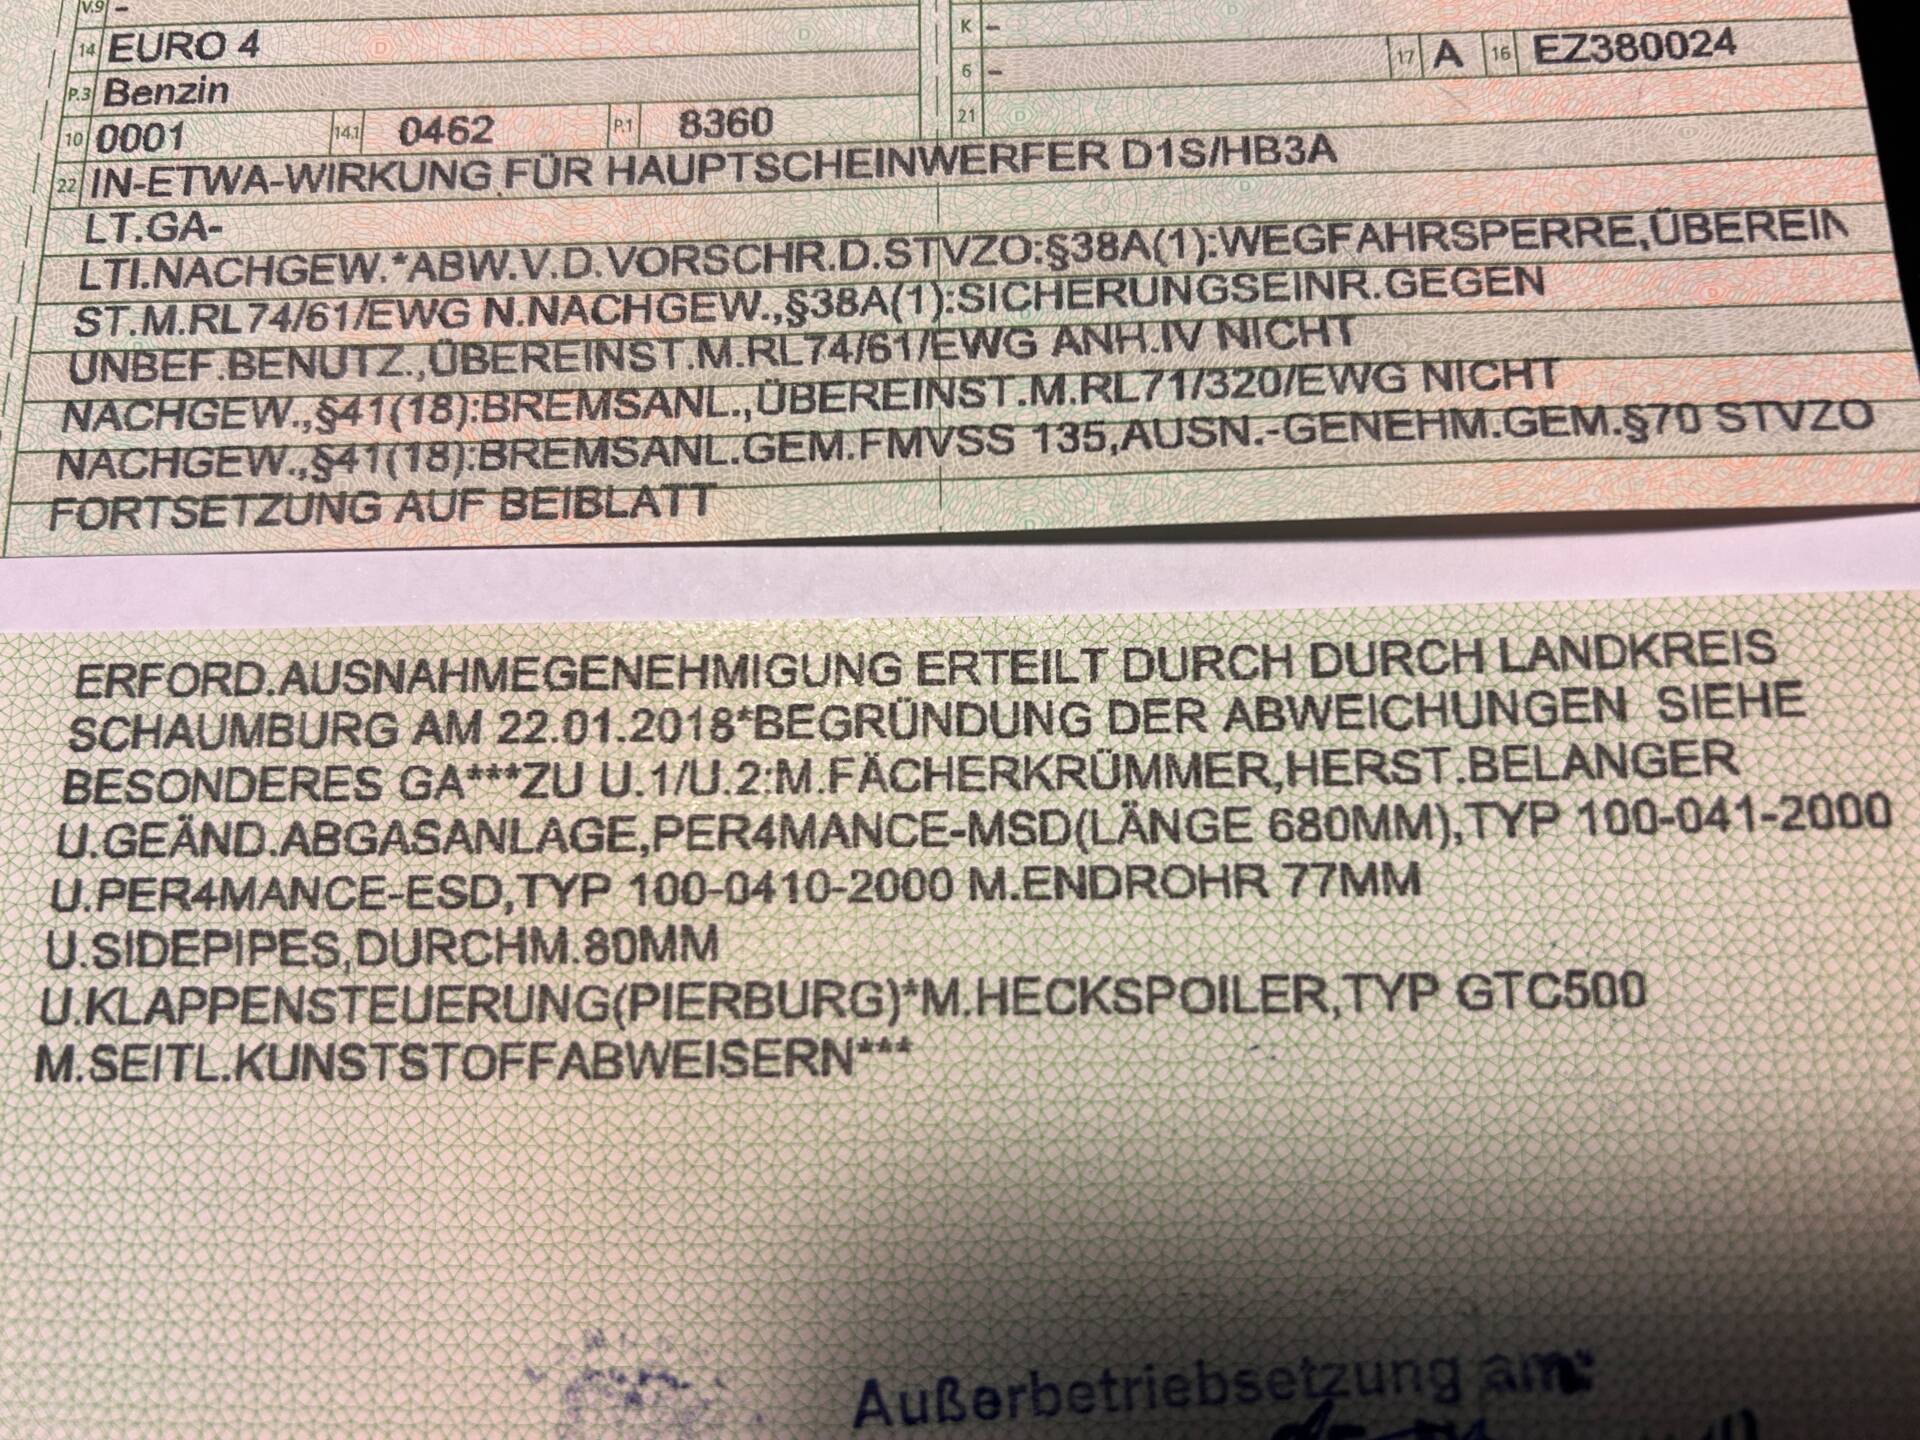 V.9 -
14 EURO 4
K -
P.3 Benzin
6 - 17 A 16 EZ380024
10 0001 14.1 0462 P.1 8360
21
22 IN-ETWA-WIRKUNG FÜR HAUPTSCHEINWERFER D1S/HB3A
LT.GA-
LTI.NACHGEW.*ABW.V.D.VORSCHR.D.STVZO:§38A(1):WEGFAHRSPERRE,ÜBEREIN
ST.M.RL74/61/EWG N.NACHGEW.,§38A(1):SICHERUNGSEINR.GEGEN
UNBEF.BENUTZ.,ÜBEREINST.M.RL74/61/EWG ANH.IV NICHT
NACHGEW.,§41(18):BREMSANL.,ÜBEREINST.M.RL71/320/EWG NICHT
NACHGEW.,§41(18):BREMSANL.GEM.FMVSS 135,AUSN.-GENEHM.GEM.§70 STVZO
FORTSETZUNG AUF BEIBLATT
ERFORD.AUSNAHMEGENEHMIGUNG ERTEILT DURCH DURCH LANDKREIS
SCHAUMBURG AM 22.01.2018*BEGRÜNDUNG DER ABWEICHUNGEN SIEHE
BESONDERES GA***ZU U.1/U.2:M.FÄCHERKRÜMMER,HERST.BELANGER
U.GEÄND.ABGASANLAGE,PER4MANCE-MSD(LÄNGE 680MM),TYP 100-041-2000
U.PER4MANCE-ESD,TYP 100-0410-2000 M.ENDROHR 77MM
U.SIDEPIPES,DURCHM.80MM
U.KLAPPENSTEUERUNG(PIERBURG)*M.HECKSPOILER,TYP GTC500
M.SEITL.KUNSTSTOFFABWEISERN***
Außerbetriebsetzung am: